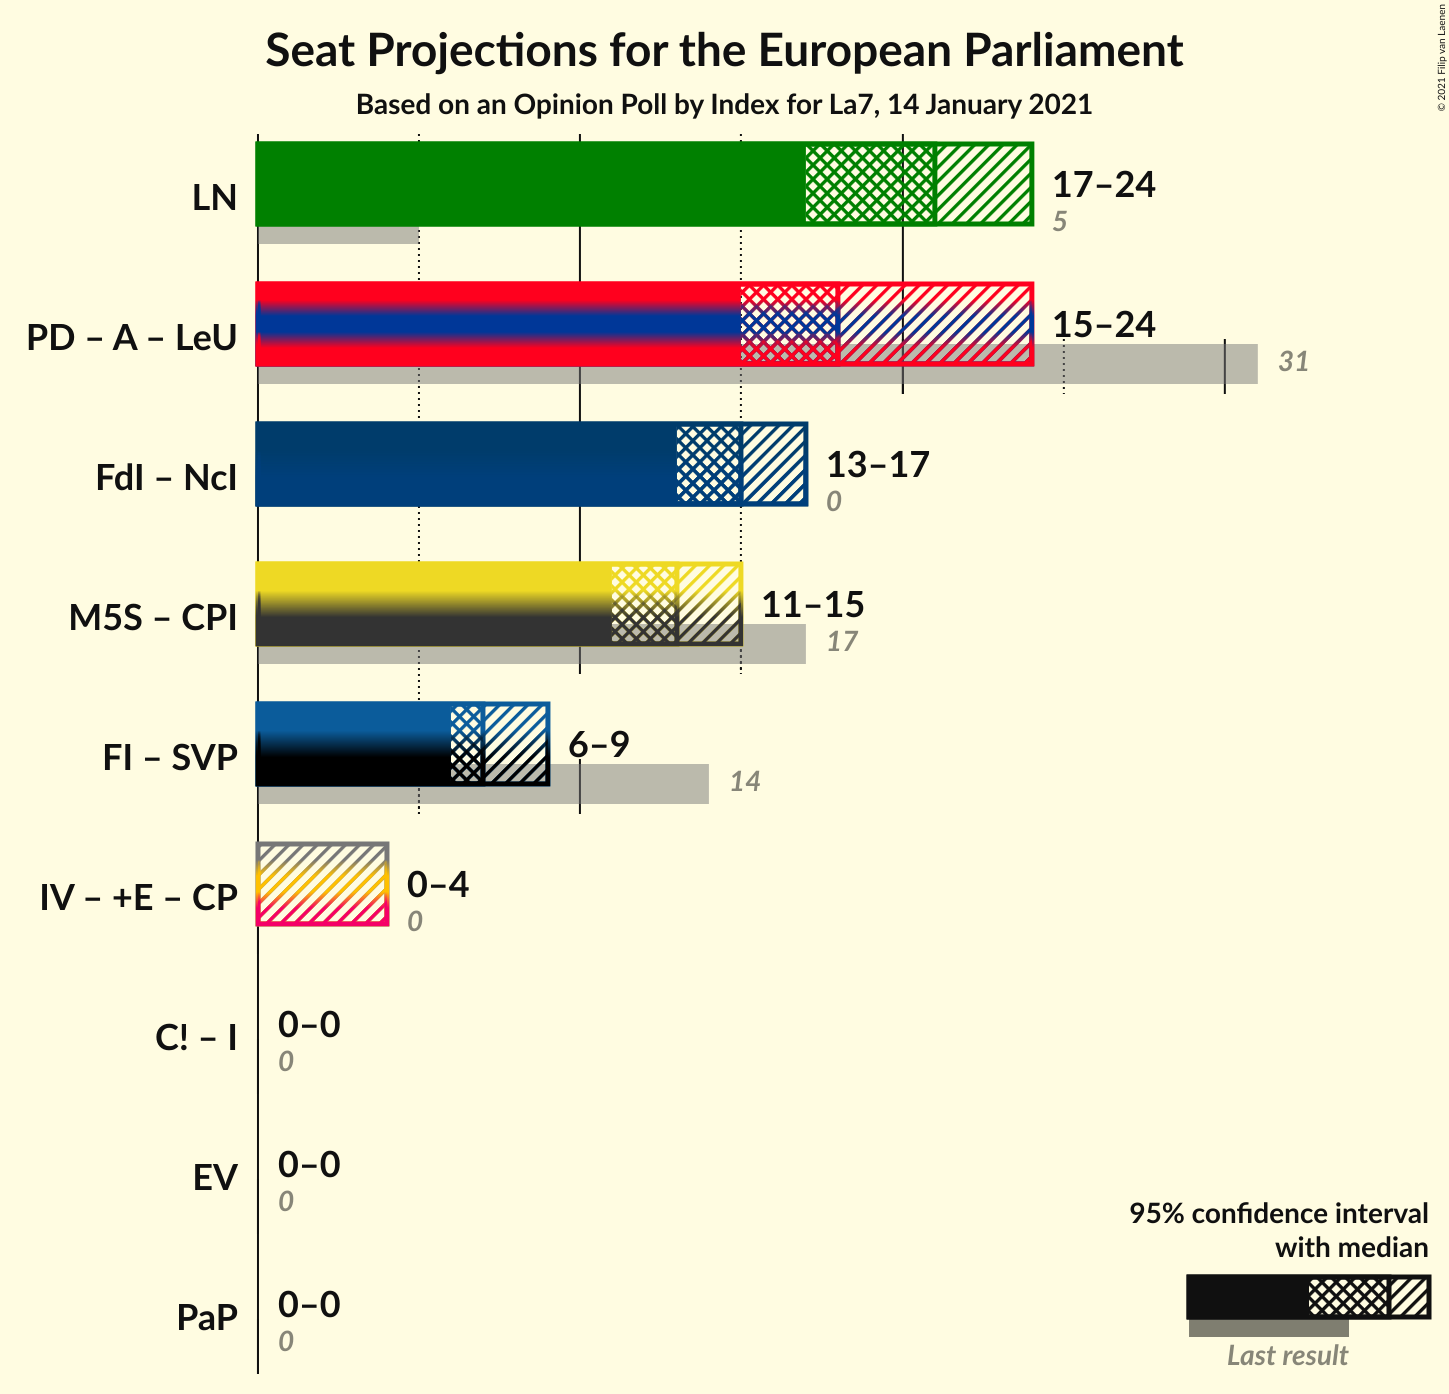 Seat Projections for the European Parliament
Based on an Opinion Poll by Index for La7, 14 January 2021
© 2021 Filip van Laenen
LN
17–24
5
PD – A – LeU
15–24
31
FdI – NcI
13–17
0
M5S – CPI
11–15
17
FI – SVP
6–9
14
IV – +E – CP
0–4
0
C! – I
0–0
0
EV
0–0
0
PaP
0–0
0
95% confidence interval
with median
Last result